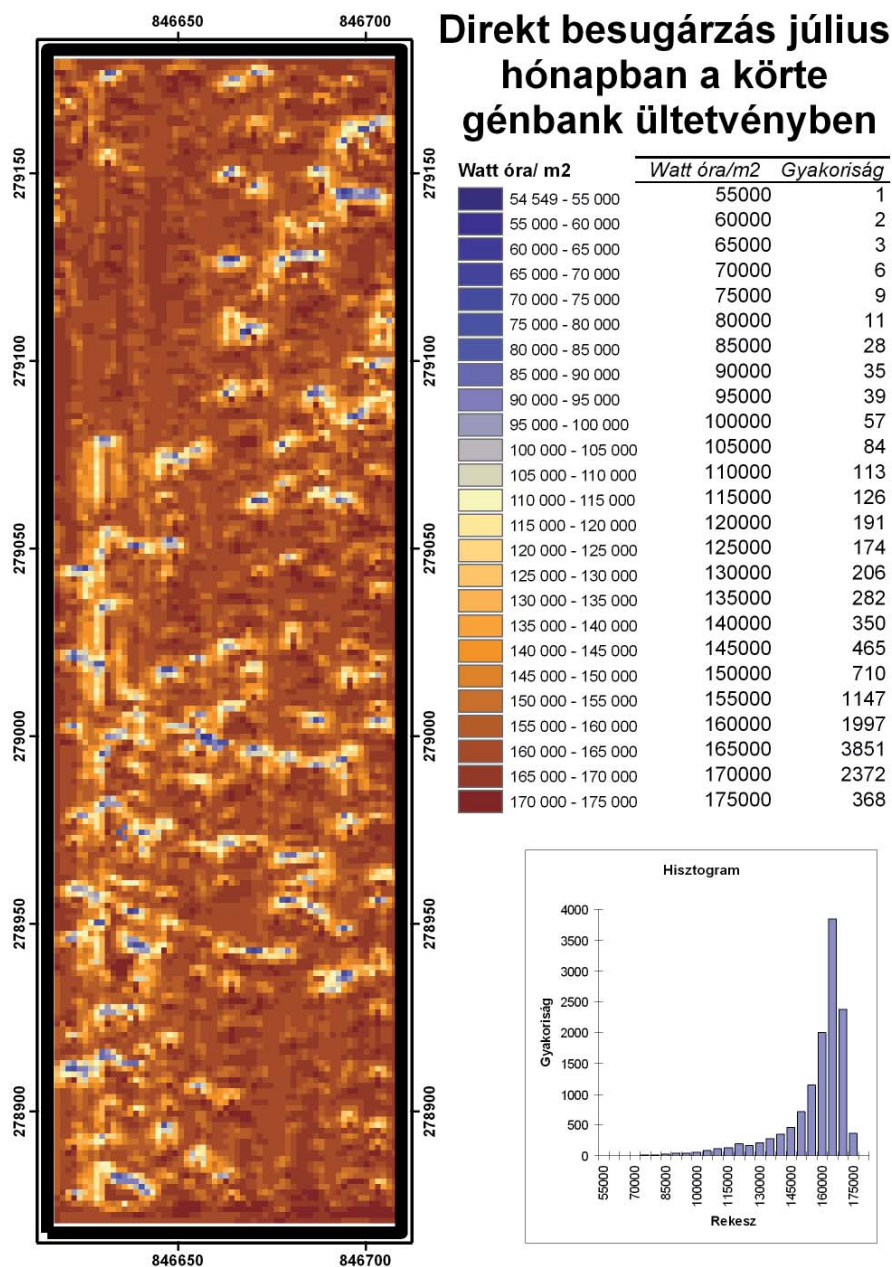 Direkt besugárzás július
hónapban a körte
génbank ültetvényben
846650 846700
279150
279100
279050
279000
278950
278900
279150
279100
279050
279000
278950
278900
846650 846700
Watt óra/ m2
54 549 - 55 000
55 000 - 60 000
60 000 - 65 000
65 000 - 70 000
70 000 - 75 000
75 000 - 80 000
80 000 - 85 000
85 000 - 90 000
90 000 - 95 000
95 000 - 100 000
100 000 - 105 000
105 000 - 110 000
110 000 - 115 000
115 000 - 120 000
120 000 - 125 000
125 000 - 130 000
130 000 - 135 000
135 000 - 140 000
140 000 - 145 000
145 000 - 150 000
150 000 - 155 000
155 000 - 160 000
160 000 - 165 000
165 000 - 170 000
170 000 - 175 000
Watt óra/m2 Gyakoriság
55000 1
60000 2
65000 3
70000 6
75000 9
80000 11
85000 28
90000 35
95000 39
100000 57
105000 84
110000 113
115000 126
120000 191
125000 174
130000 206
135000 282
140000 350
145000 465
150000 710
155000 1147
160000 1997
165000 3851
170000 2372
175000 368
Hisztogram
Gyakoriság
4000
3500
3000
2500
2000
1500
1000
500
0
55000 70000 85000 100000 115000 130000 145000 160000 175000
Rekesz